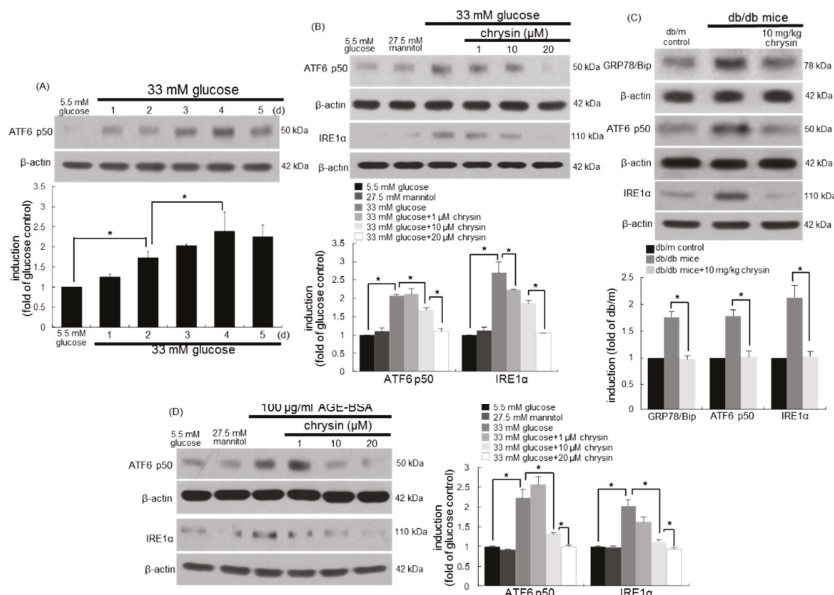 (A)
33 mM glucose
5.5 mM
glucose
1 2 3 4 5 (d)
ATF6 p50
50 kDa
β-actin
42 kDa
induction
(fold of glucose control)
3
2.5
2
1.5
1
0.5
0
*
*
5.5 mM
glucose
1 2 3 4 5 (d)
33 mM glucose
(B)
33 mM glucose
chrysin (µM)
5.5 mM
glucose
27.5 mM
mannitol
1 10 20
ATF6 p50
50 kDa
β-actin
42 kDa
IRE1α
110 kDa
β-actin
42 kDa
5.5 mM glucose
27.5 mM mannitol
33 mM glucose
33 mM glucose+1 µM chrysin
33 mM glucose+10 µM chrysin
33 mM glucose+20 µM chrysin
induction
(fold of glucose control)
3.5
3
2.5
2
1.5
1
0.5
0
* * *
* * *
ATF6 p50 IRE1α
(C)
db/db mice
db/m
control
10 mg/kg
chrysin
GRP78/Bip
78 kDa
β-actin
42 kDa
ATF6 p50
50 kDa
β-actin
42 kDa
IRE1α
110 kDa
β-actin
42 kDa
db/m control
db/db mice
db/db mice+10 mg/kg chrysin
induction (fold of db/m)
2.5
2
1.5
1
0.5
0
* * *
GRP78/Bip ATF6 p50 IRE1α
(D)
100 µg/ml AGE-BSA
chrysin (µM)
5.5 mM
glucose
27.5 mM
mannitol
1 10 20
ATF6 p50
50 kDa
β-actin
42 kDa
IRE1α
110 kDa
β-actin
42 kDa
5.5 mM glucose
27.5 mM mannitol
33 mM glucose
33 mM glucose+1 µM chrysin
33 mM glucose+10 µM chrysin
33 mM glucose+20 µM chrysin
induction
(fold of glucose control)
3
2.5
2
1.5
1
0.5
0
* * *
* * *
ATF6 p50 IRE1α